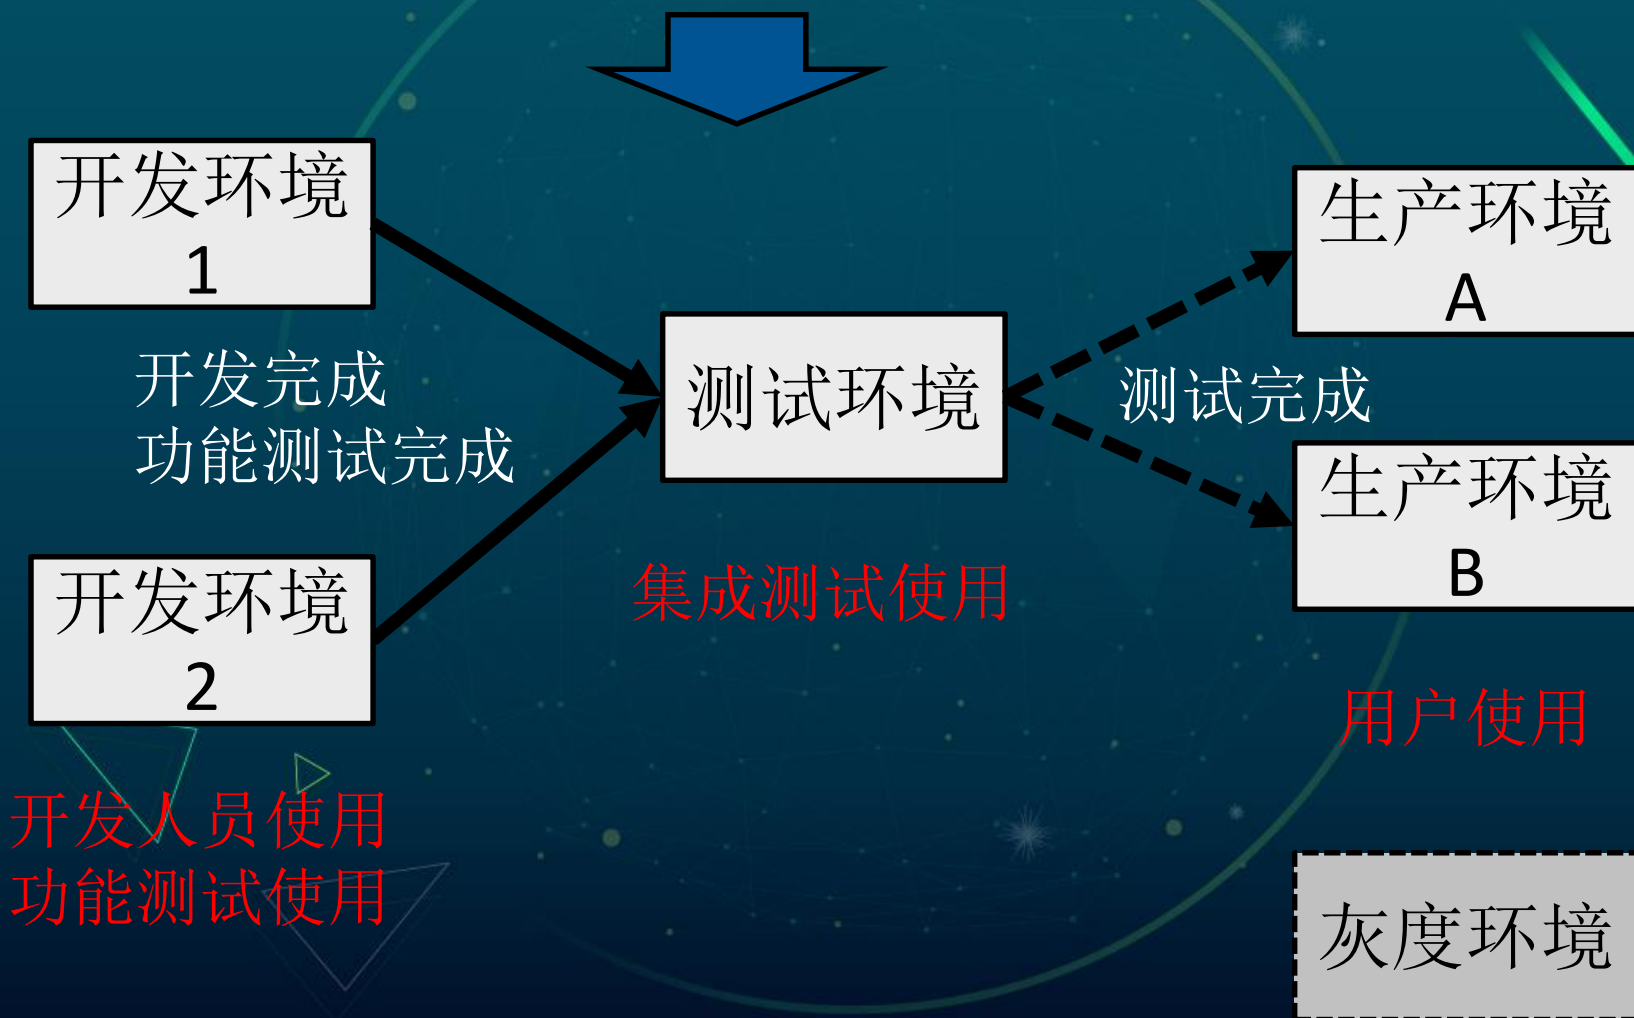 开发环境
1
开发完成
功能测试完成
开发环境
2
开发人员使用
功能测试使用
测试环境
集成测试使用
测试完成
生产环境
A
生产环境
B
用户使用
灰度环境